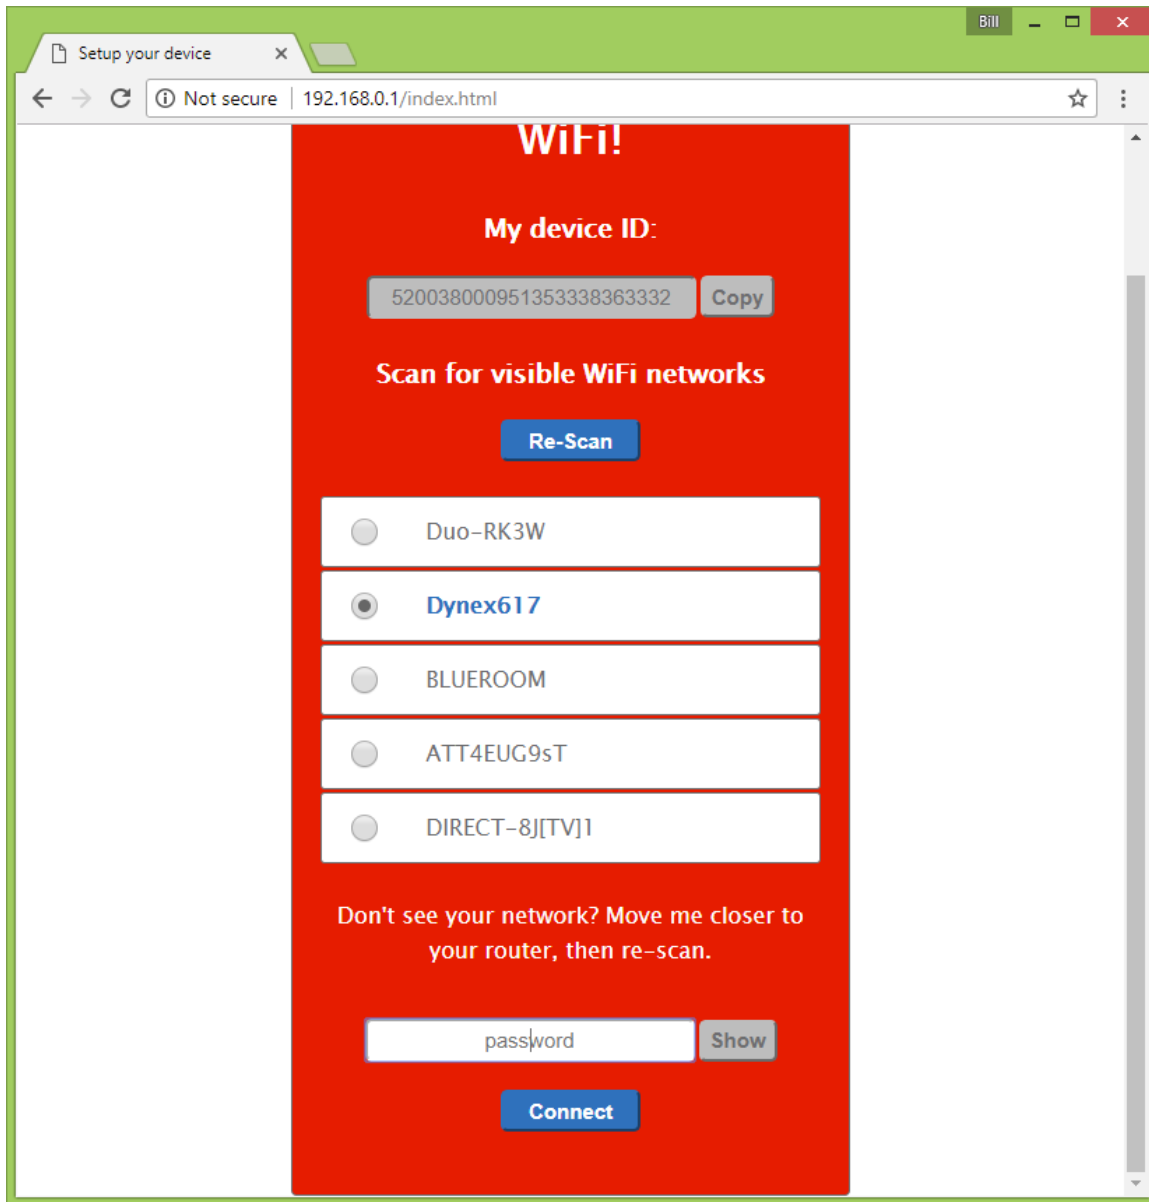 Bill
Setup your device
Not secure | 192.168.0.1/index.html
WiFi!
My device ID:
520038000951353338363332 Copy
Scan for visible WiFi networks
Re-Scan
Duo-RK3W
Dynex617
BLUEROOM
ATT4EUG9sT
DIRECT-8J[TV]1
Don't see your network? Move me closer to
your router, then re-scan.
password Show
Connect